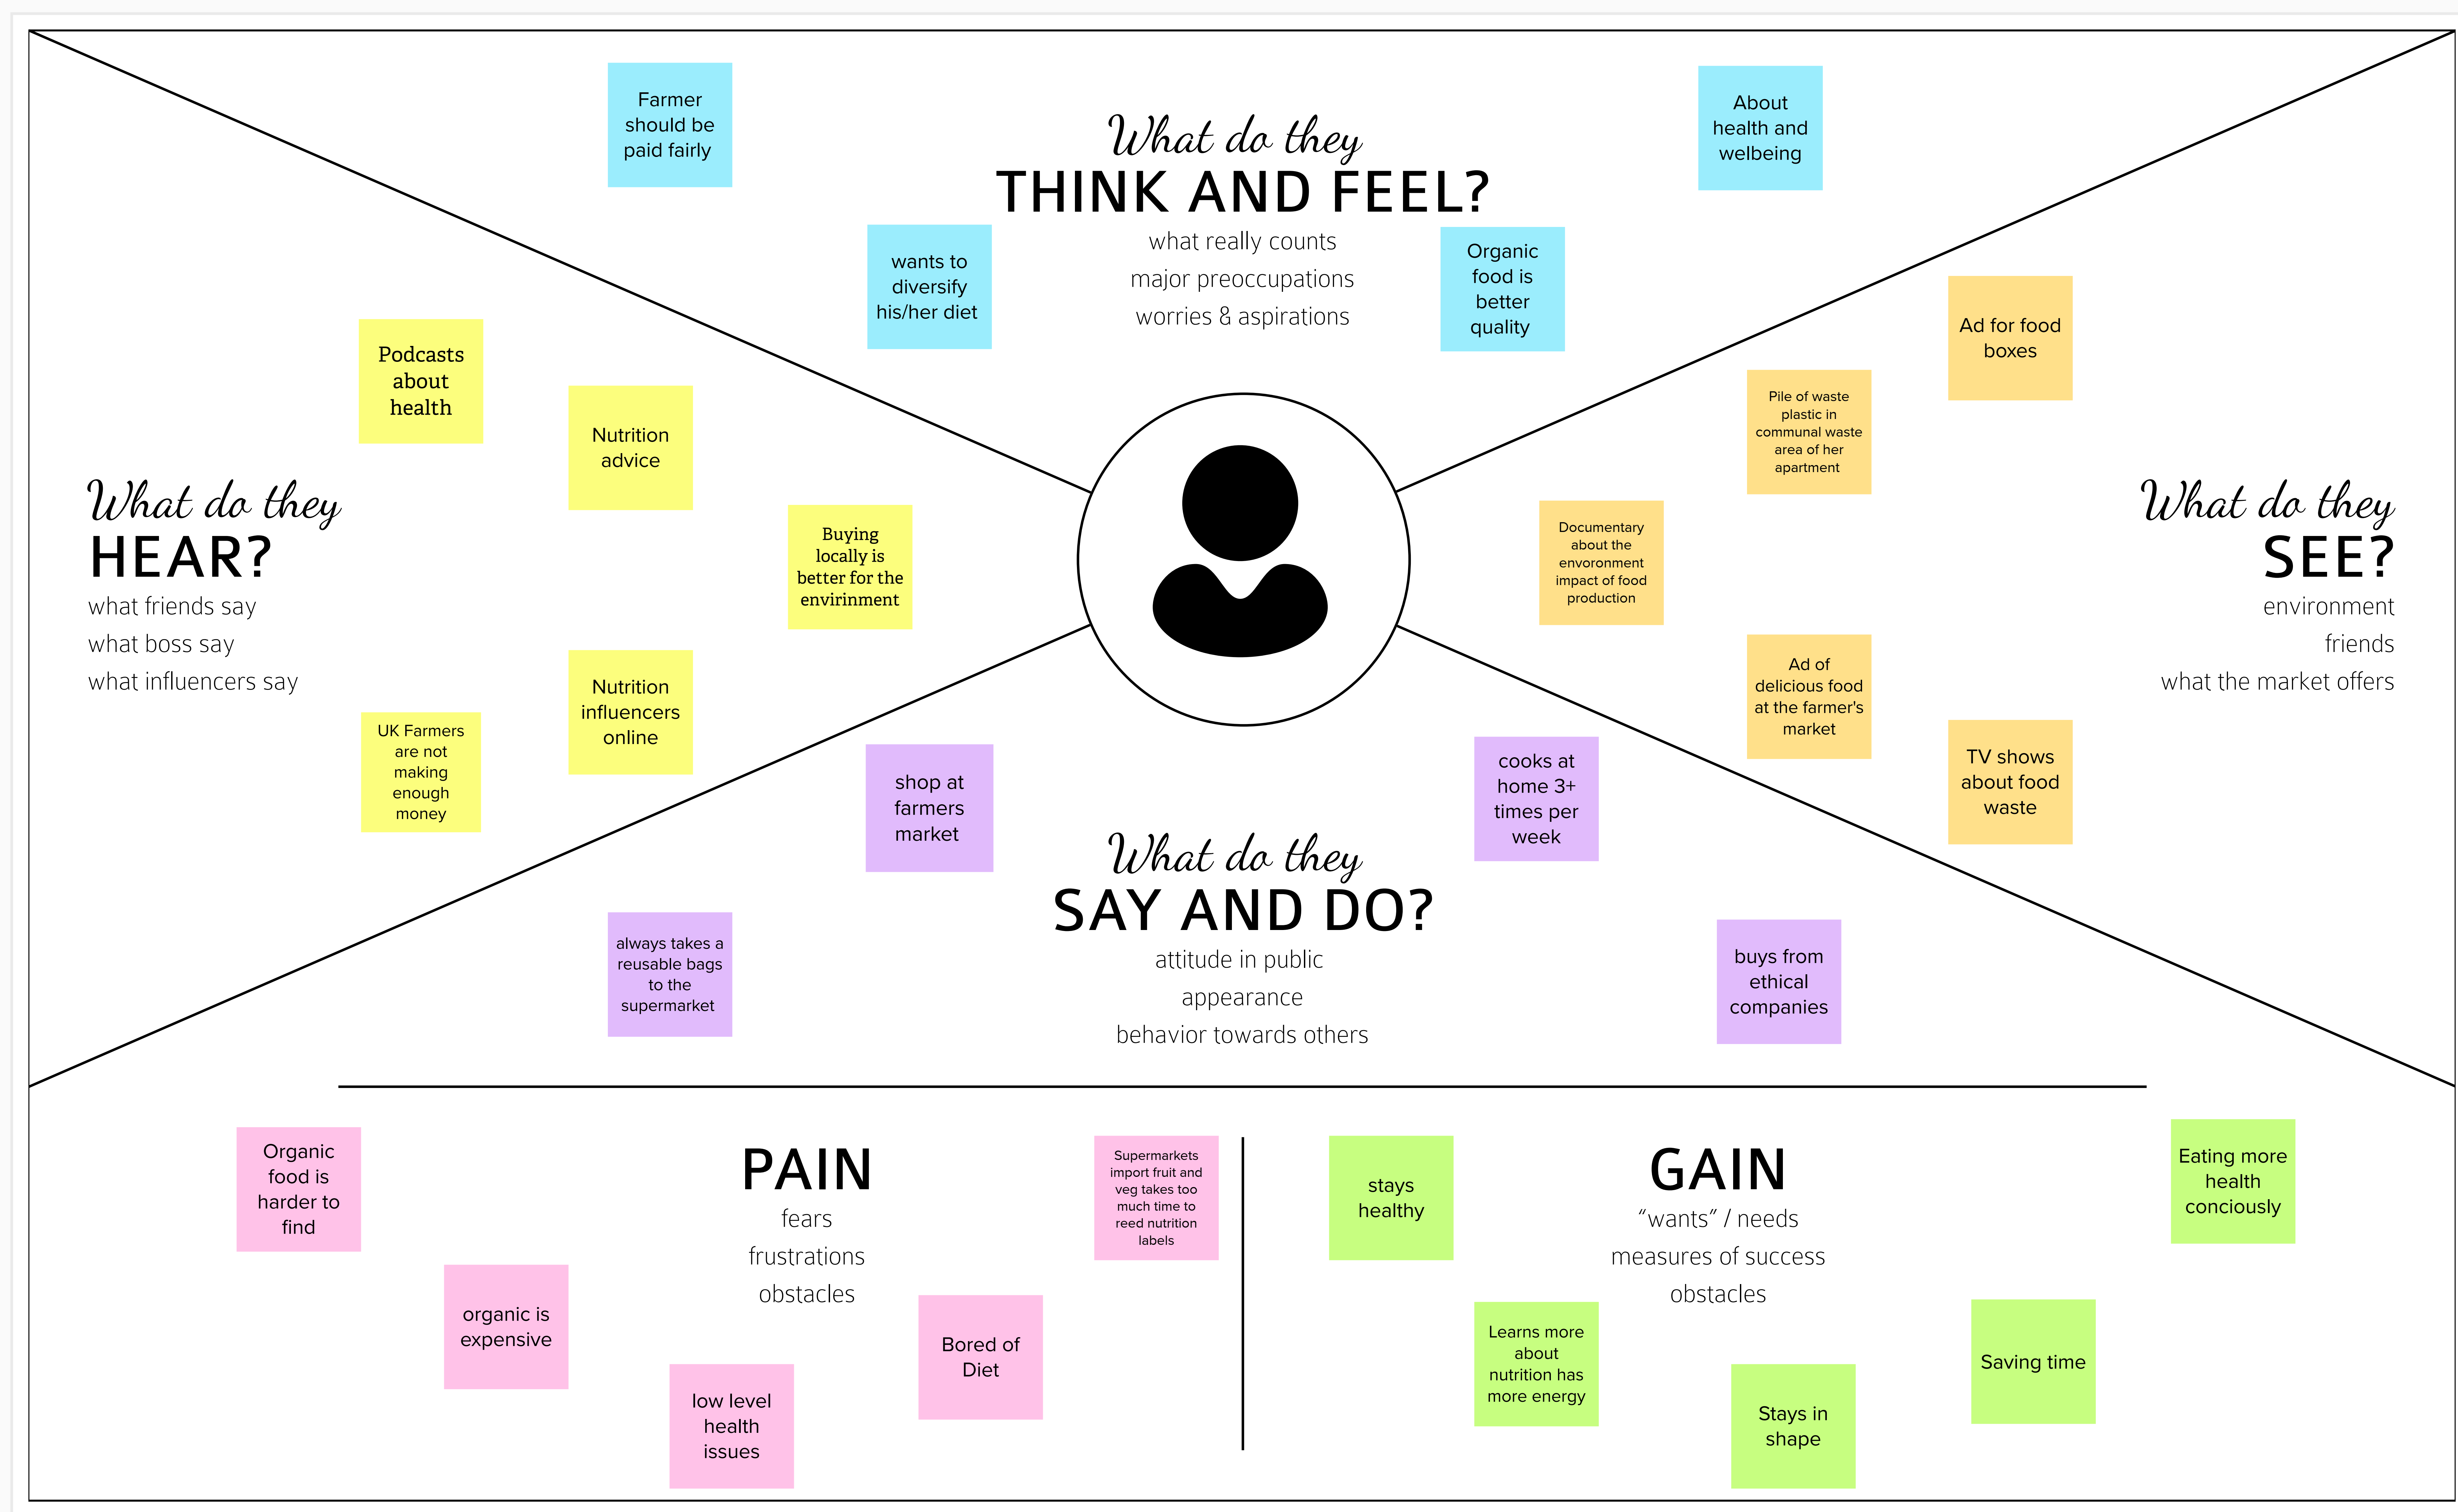 What do they
THINK AND FEEL?
what really counts
major preoccupations
worries & aspirations
Farmer
should be
paid fairly
wants to
diversify
his/her diet
Organic
food is
better
quality
About
health and
welbeing
What do they
HEAR?
what friends say
what boss say
what influencers say
Podcasts
about
health
Nutrition
advice
Buying
locally is
better for the
envirinment
Nutrition
influencers
online
UK Farmers
are not
making
enough
money
What do they
SEE?
environment
friends
what the market offers
Ad for food
boxes
Pile of waste
plastic in
communal waste
area of her
apartment
Documentary
about the
envoronment
impact of food
production
Ad of
delicious food
at the farmer's
market
TV shows
about food
waste
What do they
SAY AND DO?
attitude in public
appearance
behavior towards others
shop at
farmers
market
always takes a
reusable bags
to the
supermarket
cooks at
home 3+
times per
week
buys from
ethical
companies
PAIN
fears
frustrations
obstacles
Organic
food is
harder to
find
organic is
expensive
low level
health
issues
Bored of
Diet
Supermarkets
import fruit and
veg takes too
much time to
reed nutrition
labels
GAIN
“wants” / needs
measures of success
obstacles
stays
healthy
Learns more
about
nutrition has
more energy
Stays in
shape
Saving time
Eating more
health
conciously